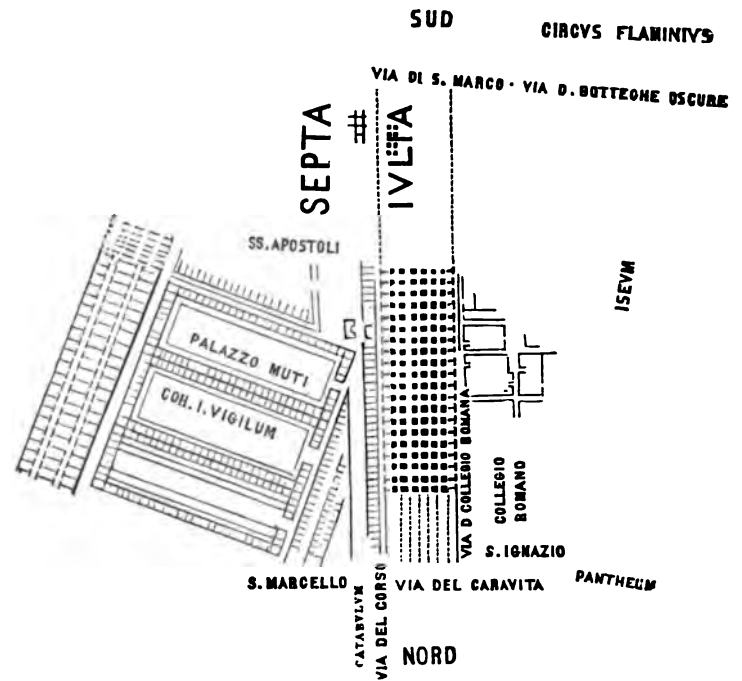 SUD
CIRCVS FLAMINIVS
VIA DI S. MARCO · VIA D. BOTTEGHE OSCURE
SEPTA
IVLIA
SS. APOSTOLI
ISEVM
PALAZZO MUTI
COH. I. VIGILUM
VIA D COLLEGIO ROMANA
COLLEGIO
ROMANO
S. IGNAZIO
S. MARCELLO
CATABVLVM
VIA DEL CORSO
VIA DEL CARAVITA
PANTHEUM
NORD